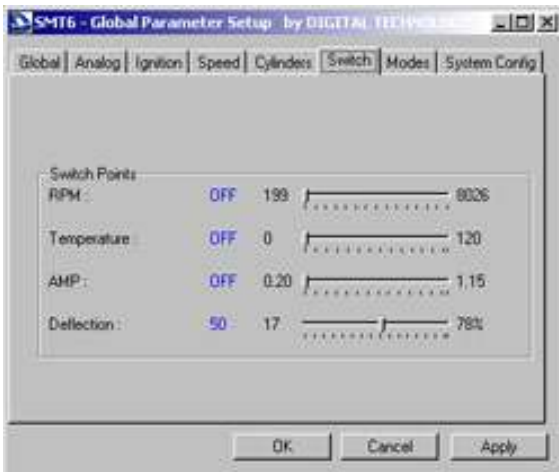 SMT6 - Global Parameter Setup by DIGITAL
Global Analog Ignition Speed Cylinders Switch Modes System Config
Switch Points
RPM : OFF 199 8026
Temperature : OFF 0 120
AMP : OFF 0.20 1.15
Deflection : 50 17 78%
OK Cancel Apply